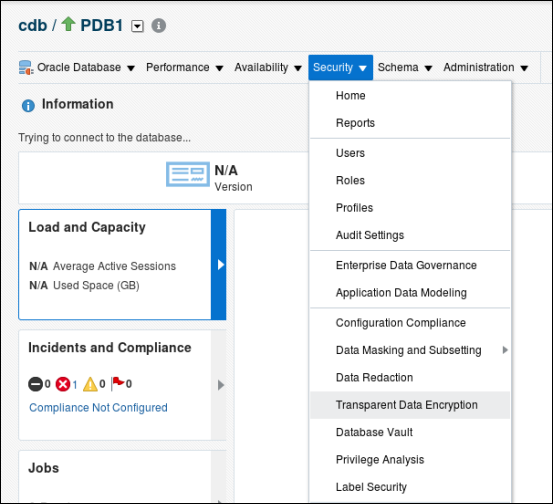 cdb / PDB1
Oracle Database Performance Availability Security Schema Administration
Information
Trying to connect to the database...
N/A
Version
Load and Capacity
N/A Average Active Sessions
N/A Used Space (GB)
Incidents and Compliance
0 1 0 0
Compliance Not Configured
Jobs
Home
Reports
Users
Roles
Profiles
Audit Settings
Enterprise Data Governance
Application Data Modeling
Configuration Compliance
Data Masking and Subsetting
Data Redaction
Transparent Data Encryption
Database Vault
Privilege Analysis
Label Security